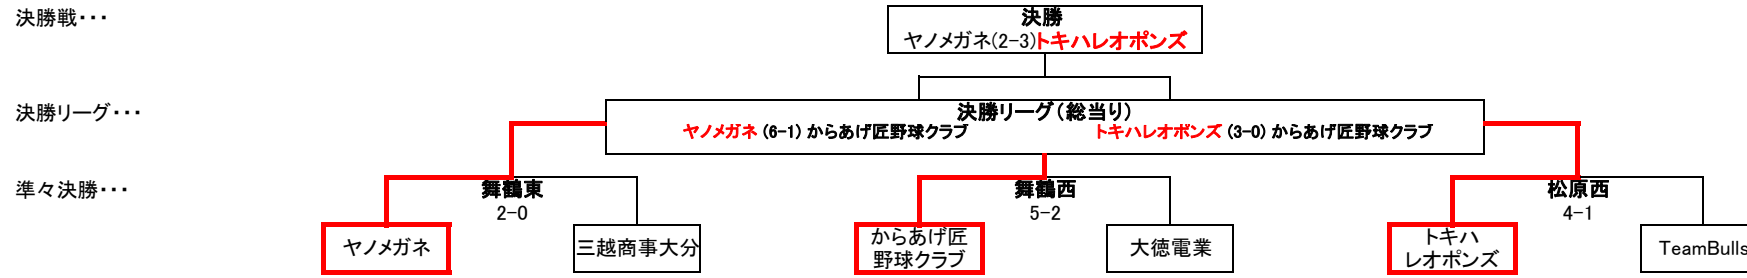 決勝戦・・・
決勝
ヤノメガネ(2-3)トキハレオポンズ
決勝リーグ・・・
決勝リーグ(総当り)
ヤノメガネ (6-1) からあげ匠野球クラブ
トキハレオポンズ (3-0) からあげ匠野球クラブ
準々決勝・・・
舞鶴東
2-0
舞鶴西
5-2
松原西
4-1
ヤノメガネ
三越商事大分
からあげ匠
野球クラブ
大徳電業
トキハ
レオポンズ
TeamBulls